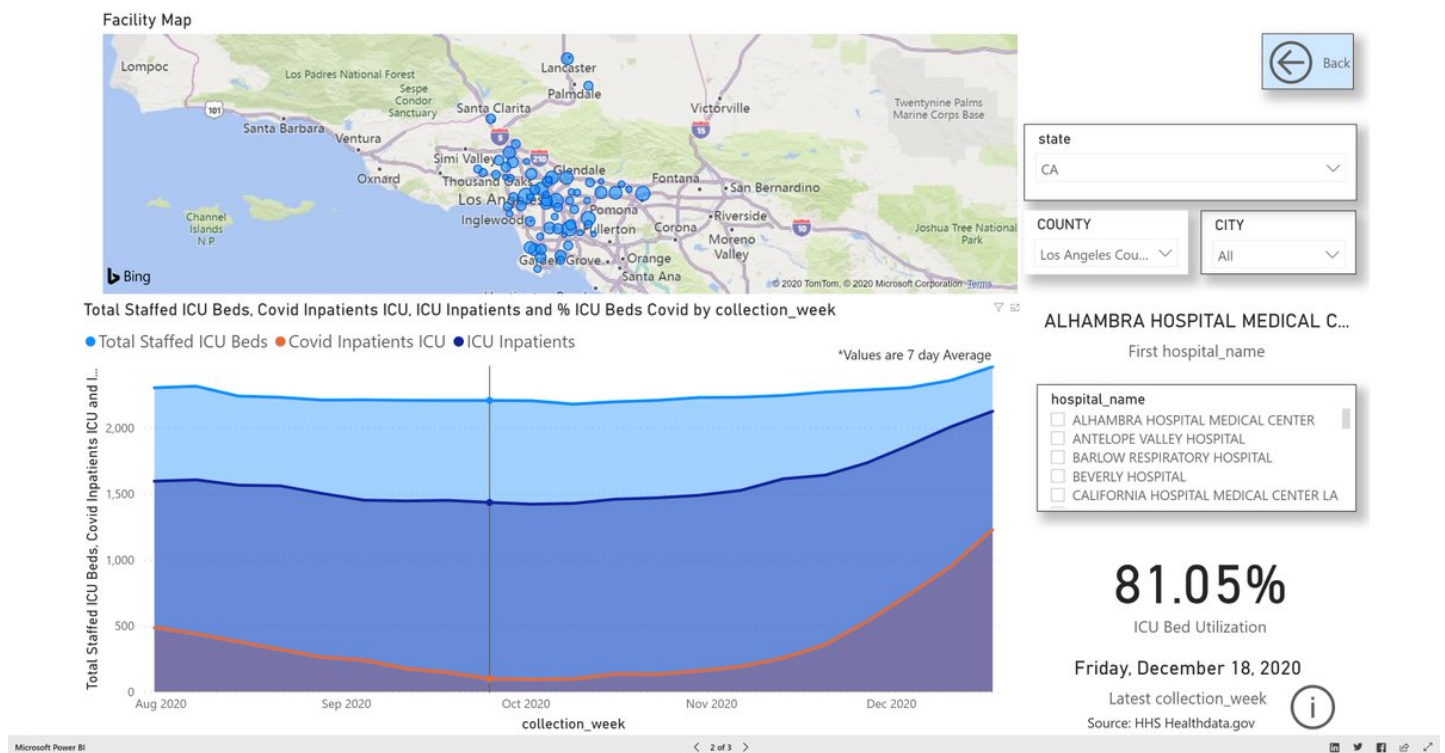 Facility Map
Lompoc
Los Padres National Forest
Sespe
Condor
Sanctuary
Lancaster
Palmdale
Victorville
Twentynine Palms
Marine Corps Base
101
Santa Barbara
Ventura
Santa Clarita
5
15
Simi Valley
210
Glendale
Oxnard
Thousand Oaks
Fontana
San Bernardino
Los Angeles
Channel
Islands
N.P.
Inglewood
Pomona
Riverside
10
Fullerton
Corona
Moreno
Valley
Joshua Tree National
Park
Garden Grove
Orange
Santa Ana
Bing
© 2020 TomTom, © 2020 Microsoft Corporation Terms
Back
state
CA
COUNTY
Los Angeles Cou...
CITY
All
Total Staffed ICU Beds, Covid Inpatients ICU, ICU Inpatients and % ICU Beds Covid by collection_week
Total Staffed ICU Beds Covid Inpatients ICU ICU Inpatients
*Values are 7 day Average
Total Staffed ICU Beds, Covid Inpatients ICU and I...
2,000
1,500
1,000
500
0
Aug 2020 Sep 2020 Oct 2020 Nov 2020 Dec 2020
collection_week
ALHAMBRA HOSPITAL MEDICAL C...
First hospital_name
hospital_name
ALHAMBRA HOSPITAL MEDICAL CENTER
ANTELOPE VALLEY HOSPITAL
BARLOW RESPIRATORY HOSPITAL
BEVERLY HOSPITAL
CALIFORNIA HOSPITAL MEDICAL CENTER LA
81.05%
ICU Bed Utilization
Friday, December 18, 2020
Latest collection_week
Source: HHS Healthdata.gov
Microsoft Power BI
2 of 3